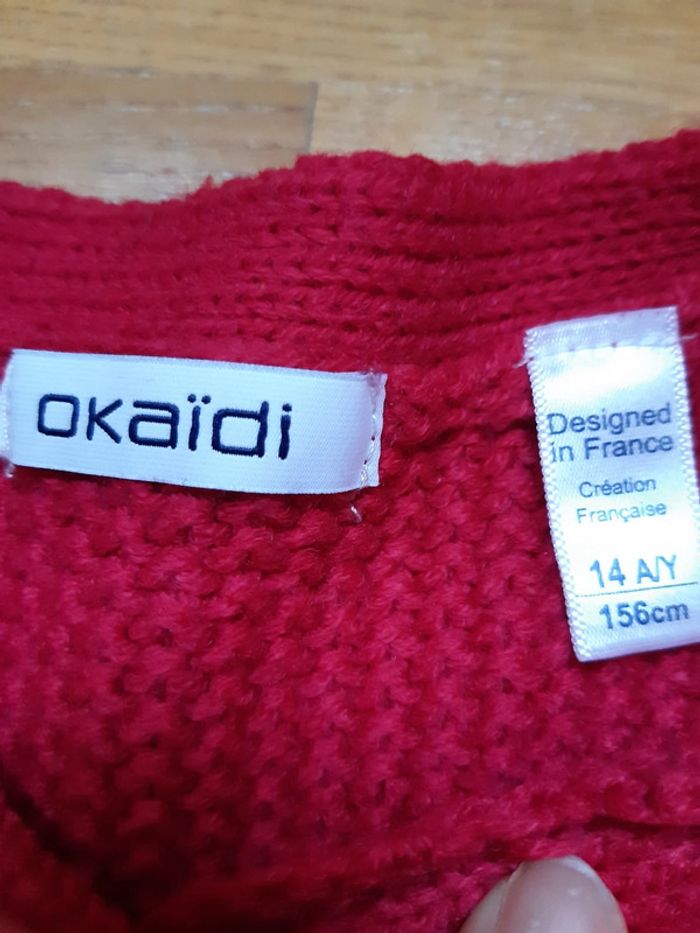 OKaïdi
Designed
in France
Création
Française
14 A/Y
156cm